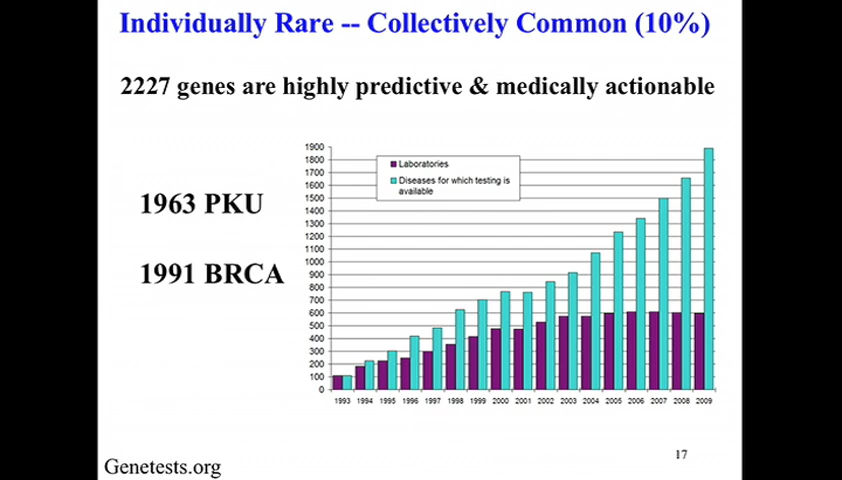 Individually Rare -- Collectively Common (10%)
2227 genes are highly predictive & medically actionable
1963 PKU
1991 BRCA
Laboratories
Diseases for which testing is
available
1900
1800
1700
1600
1500
1400
1300
1200
1100
1000
900
800
700
600
500
400
300
200
100
0
1993 1994 1995 1996 1997 1998 1999 2000 2001 2002 2003 2004 2005 2006 2007 2008 2009
17
Genetests.org